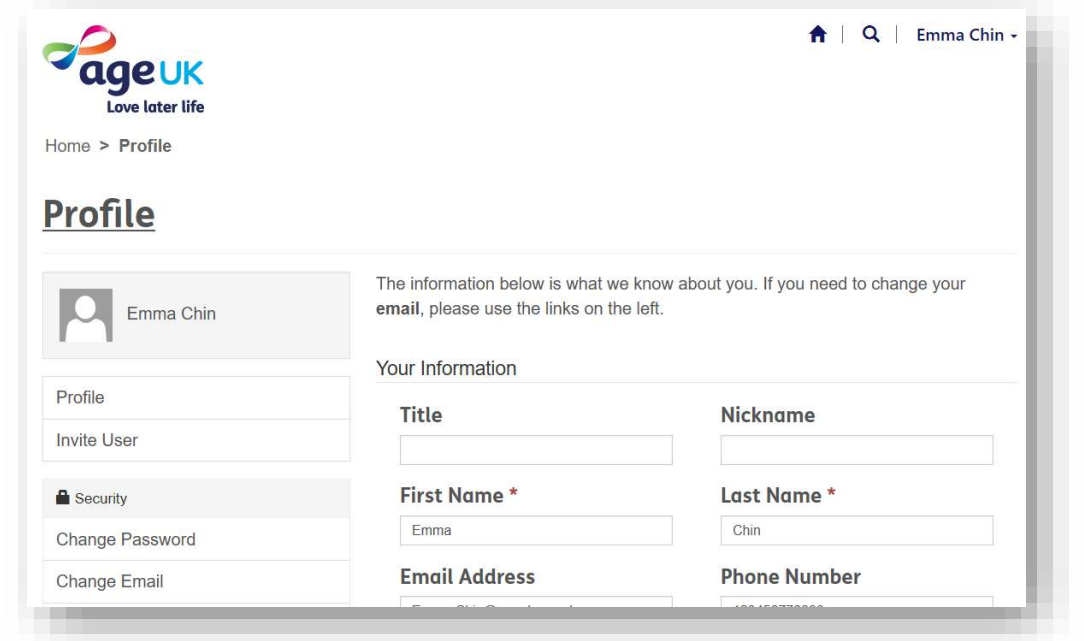 Emma Chin
ageUK
Love later life
Home > Profile
Profile
Emma Chin
Profile
Invite User
Security
Change Password
Change Email
The information below is what we know about you. If you need to change your
email, please use the links on the left.
Your Information
Title
Nickname
First Name *
Last Name *
Emma
Chin
Email Address
Phone Number